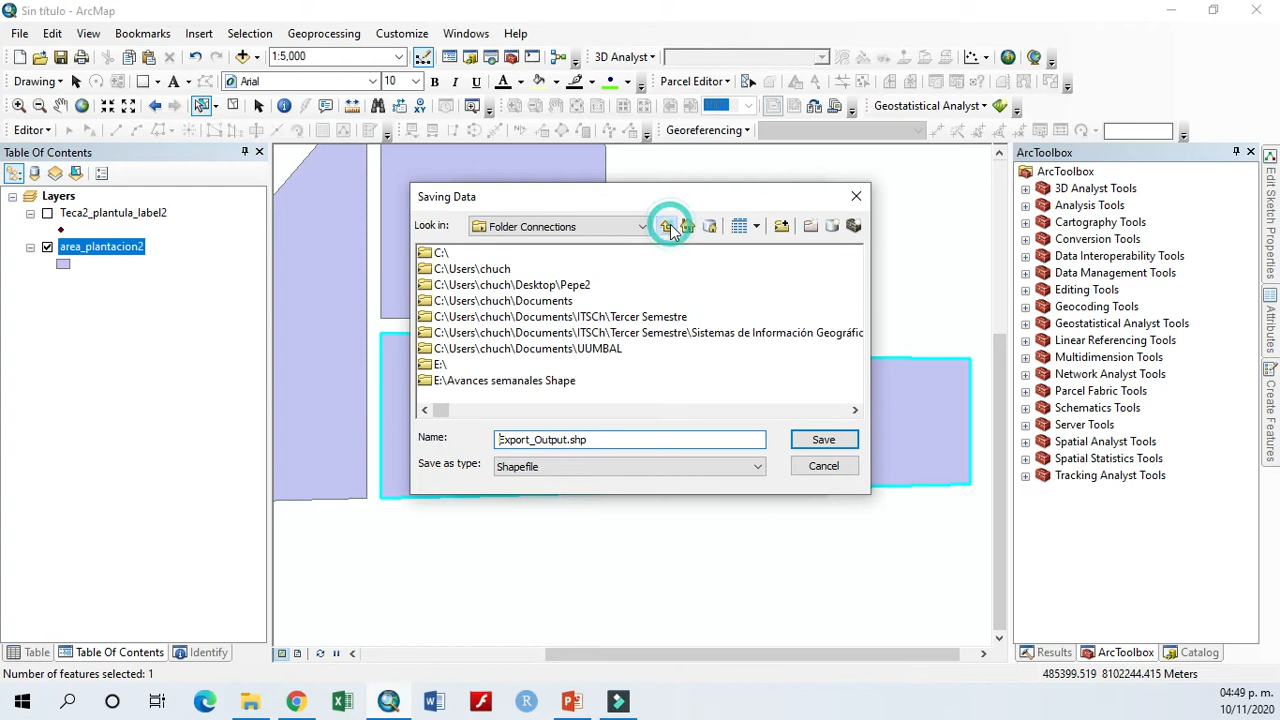 Sin título - ArcMap
File Edit View Bookmarks Insert Selection Geoprocessing Customize Windows Help
1:5,000 3D Analyst
Drawing Arial 10 B I U A Parcel Editor
Geostatistical Analyst
Editor Georeferencing
Table Of Contents
Layers
Teca2_plantula_label2
area_plantacion2
Saving Data
Look in: Folder Connections
C:\
C:\Users\chuch
C:\Users\chuch\Desktop\Pepe2
C:\Users\chuch\Documents
C:\Users\chuch\Documents\ITSCh\Tercer Semestre
C:\Users\chuch\Documents\ITSCh\Tercer Semestre\Sistemas de Información Geográfic
C:\Users\chuch\Documents\UUMBAL
E:\
E:\Avances semanales Shape
Name: Export_Output.shp Save
Save as type: Shapefile Cancel
ArcToolbox
ArcToolbox
3D Analyst Tools
Analysis Tools
Cartography Tools
Conversion Tools
Data Interoperability Tools
Data Management Tools
Editing Tools
Geocoding Tools
Geostatistical Analyst Tools
Linear Referencing Tools
Multidimension Tools
Network Analyst Tools
Parcel Fabric Tools
Schematics Tools
Server Tools
Spatial Analyst Tools
Spatial Statistics Tools
Tracking Analyst Tools
Edit Sketch Properties
Attributes
Create Features
Table Table Of Contents Identify
Results ArcToolbox Catalog
Number of features selected: 1
485399.519 8102244.415 Meters
04:49 p. m.
10/11/2020